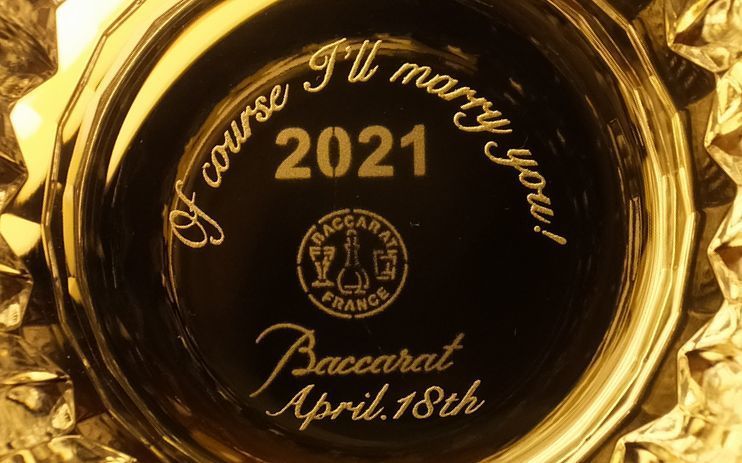 Of course I'll marry you!
2021
BACCARAT
FRANCE
Baccarat
April.18th